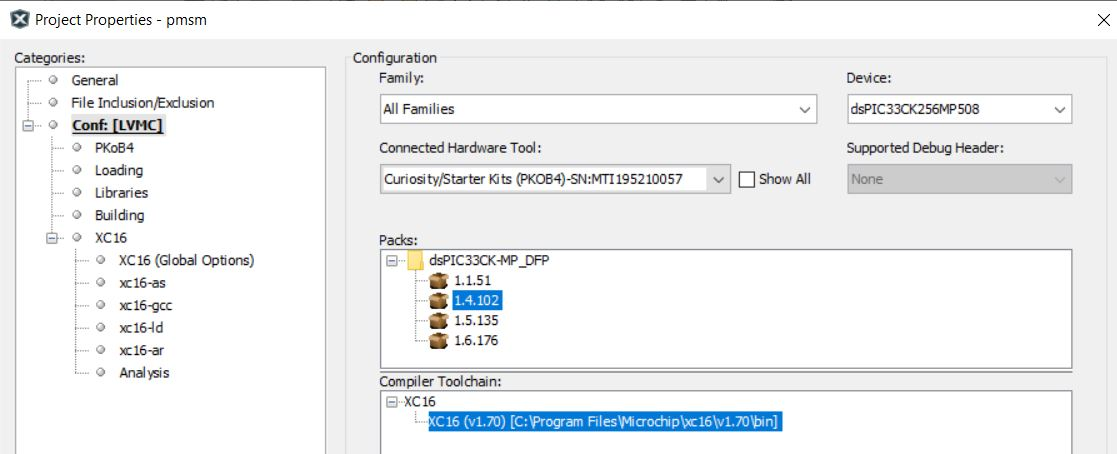 Project Properties - pmsm
Categories:
General
File Inclusion/Exclusion
Conf: [LVMC]
PKoB4
Loading
Libraries
Building
XC16
XC16 (Global Options)
xc16-as
xc16-gcc
xc16-ld
xc16-ar
Analysis
Configuration
Family:
All Families
Device:
dsPIC33CK256MP508
Connected Hardware Tool:
Curiosity/Starter Kits (PKOB4)-SN:MTI195210057
Show All
Supported Debug Header:
None
Packs:
dsPIC33CK-MP_DFP
1.1.51
1.4.102
1.5.135
1.6.176
Compiler Toolchain:
XC16
XC16 (v1.70) [C:\Program Files\Microchip\xc16\v1.70\bin]